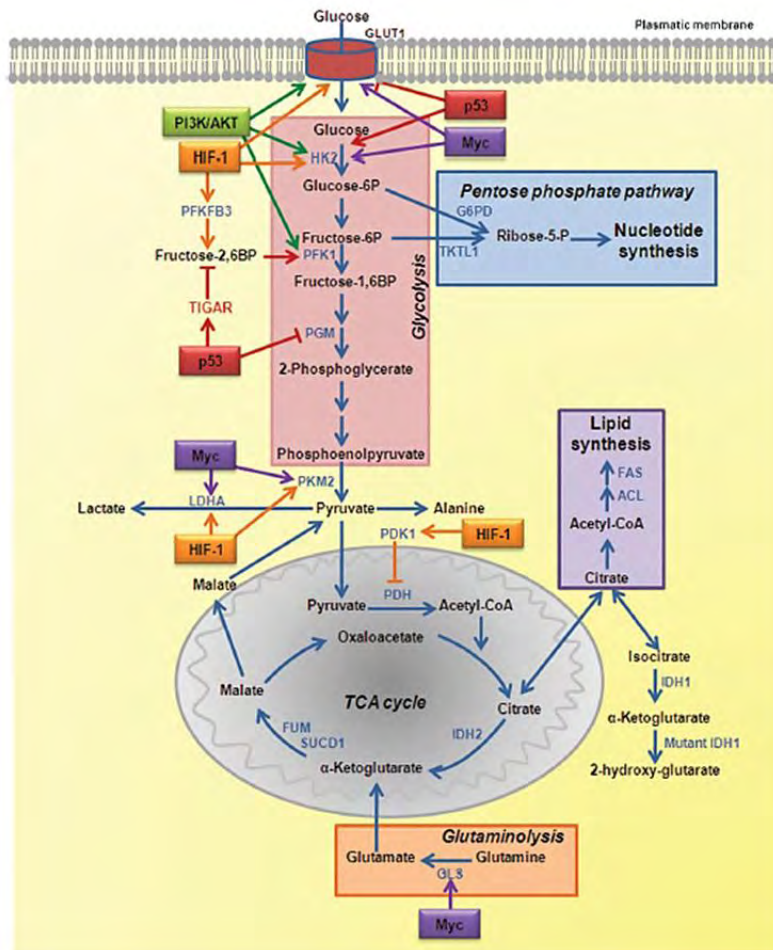 Glucose
Plasmatic membrane
GLUT1
PI3K/AKT
p53
Glucose
Myc
HIF-1
HK2
Glucose-6P
Pentose phosphate pathway
PFKFB3
G6PD
Ribose-5-P
Nucleotide
synthesis
Fructose-6P
TKTL1
Fructose-2,6BP
PFK1
Fructose-1,6BP
Glycolysis
TIGAR
PGM
p53
2-Phosphoglycerate
Lipid
synthesis
Phosphoenolpyruvate
Myc
FAS
PKM2
ACL
Lactate
LDHA
Pyruvate
Alanine
Acetyl-CoA
PDK1
HIF-1
HIF-1
Malate
Citrate
PDH
Pyruvate
Acetyl-CoA
Oxaloacetate
Isocitrate
Malate
TCA cycle
Citrate
IDH1
α-Ketoglutarate
FUM
SUCD1
IDH2
Mutant IDH1
α-Ketoglutarate
2-hydroxy-glutarate
Glutaminolysis
Glutamate
Glutamine
GLS
Myc